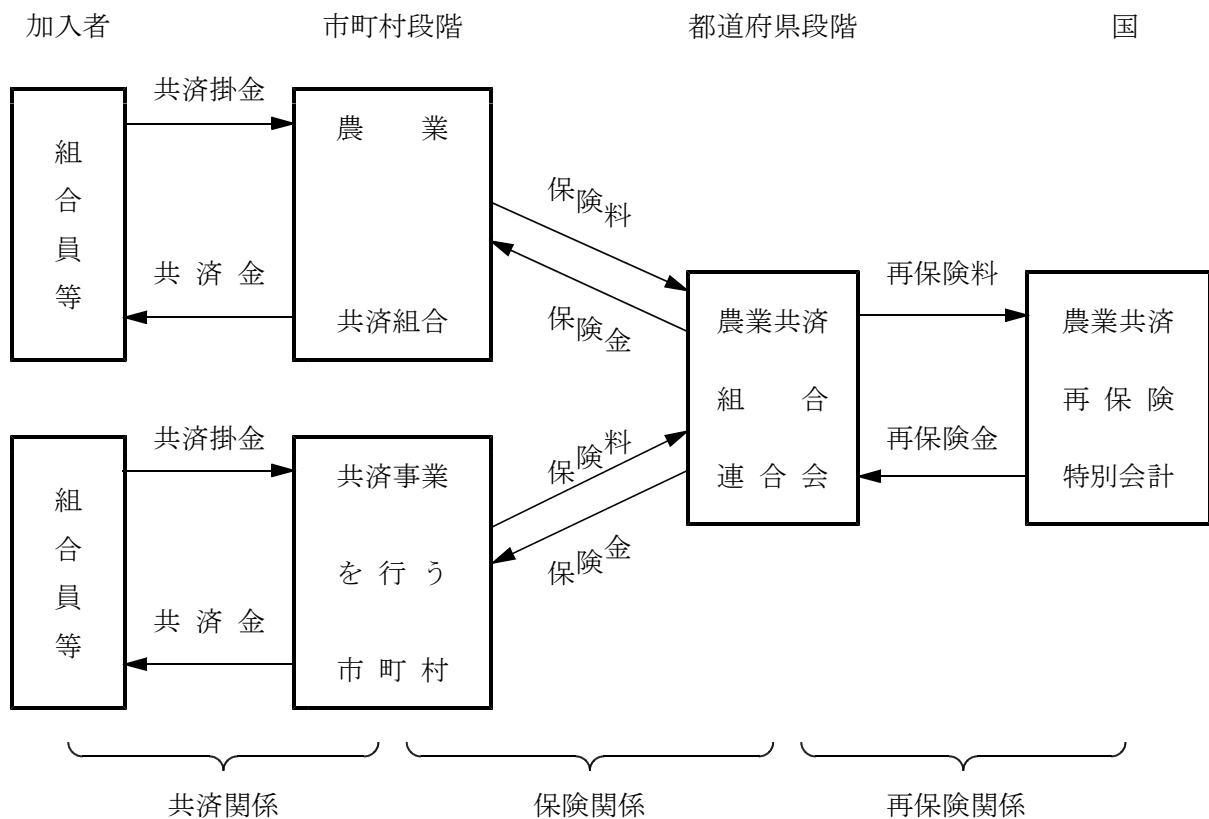 加入者　市町村段階　都道府県段階　国
共済掛金
組合員等
農　業
共済組合
共済金
保険料
保険金
共済掛金
組合員等
共済事業
を行う
市町村
共済金
保険料
保険金
農業共済
組　合
連合会
再保険料
再保険金
農業共済
再保険
特別会計
共済関係　保険関係　再保険関係